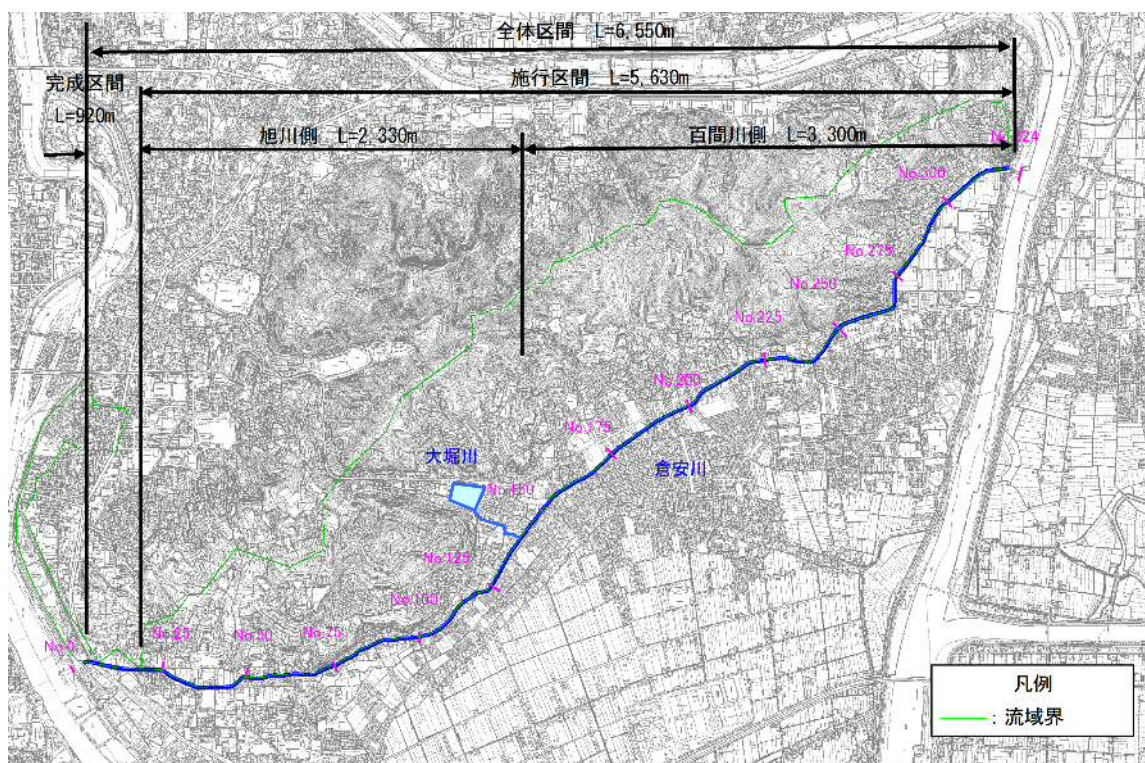 全体区間 L=6,550m
完成区間
L=920m
施行区間 L=5,630m
旭川側 L=2,330m
百間川側 L=3,300m
No.324
No.300
No.275
No.250
No.225
No.200
No.175
大堀川
倉安川
No.150
No.125
No.100
No.75
No.50
No.25
No.0
凡例
: 流域界